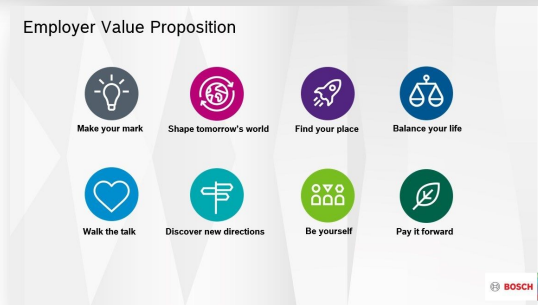 Employer Value Proposition
Make your mark
Shape tomorrow's world
Find your place
Balance your life
Walk the talk
Discover new directions
Be yourself
Pay it forward
BOSCH